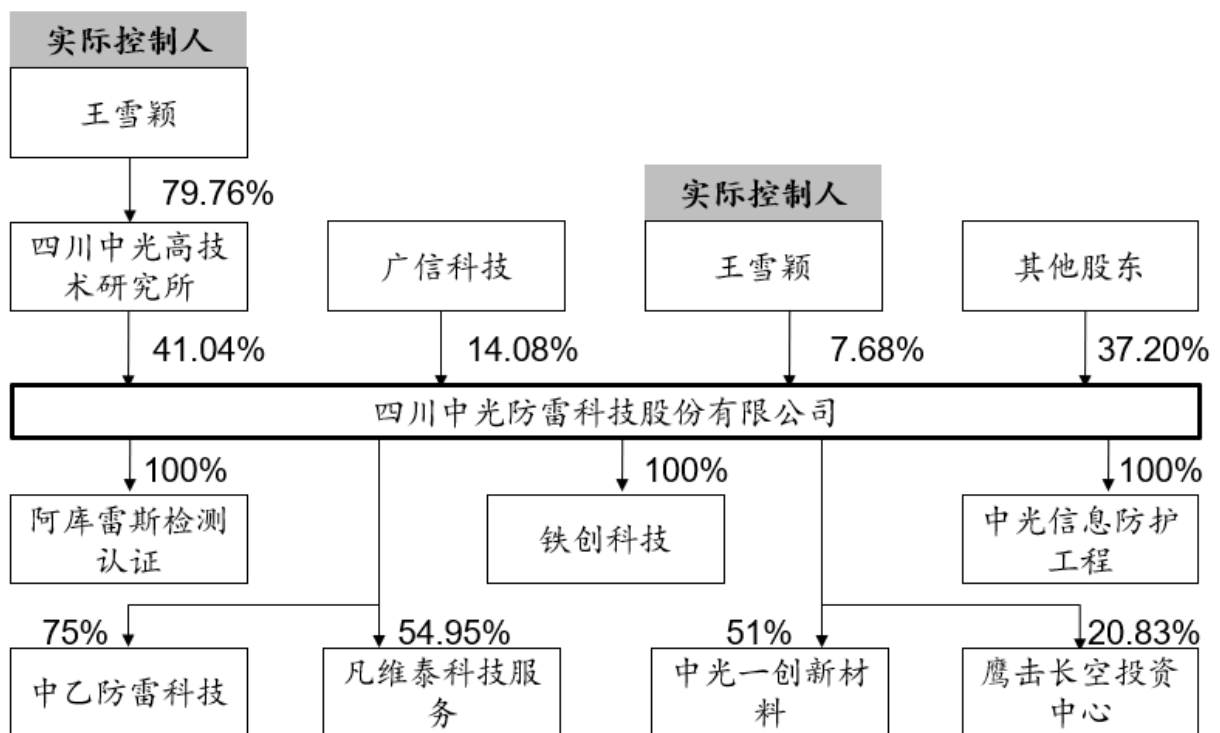 实际控制人
王雪颖
79.76%
实际控制人
四川中光高技
术研究所
广信科技
王雪颖
其他股东
41.04%
14.08%
7.68%
37.20%
四川中光防雷科技股份有限公司
100%
100%
100%
阿库雷斯检测
认证
铁创科技
中光信息防护
工程
75%
54.95%
51%
20.83%
中乙防雷科技
凡维泰科技服
务
中光一创新材
料
鹰击长空投资
中心